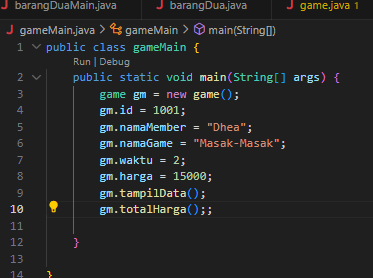 barangDuaMain.java barangDua.java game.java 1
gameMain.java > gameMain > main(String[])
1 public class gameMain {
Run | Debug
2 public static void main(String[] args) {
3 game gm = new game();
4 gm.id = 1001;
5 gm.namaMember = "Dhea";
6 gm.namaGame = "Masak-Masak";
7 gm.waktu = 2;
8 gm.harga = 15000;
9 gm.tampilData();
10 gm.totalHarga();;
11
12 }
13
14 }